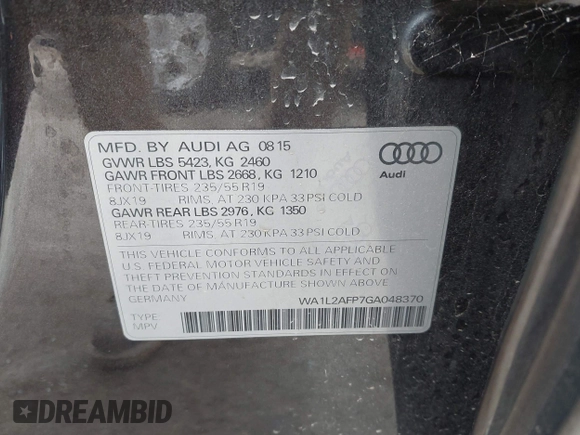 MFD. BY AUDI AG 08 15
GVWR LBS 5423, KG 2460
GAWR FRONT LBS 2668, KG 1210
FRONT-TIRES 235/55 R19
8JX19 RIMS, AT 230 KPA 33 PSI COLD
GAWR REAR LBS 2976, KG 1350
REAR-TIRES 235/55 R19
8JX19 RIMS, AT 230 KPA 33 PSI COLD
Audi
THIS VEHICLE CONFORMS TO ALL APPLICABLE
U.S. FEDERAL MOTOR VEHICLE SAFETY AND
THEFT PREVENTION STANDARDS IN EFFECT ON
THE DATE OF MANUFACTURE SHOWN ABOVE
GERMANY WA1L2AFP7GA048370
TYPE:
MPV
DREAMBID